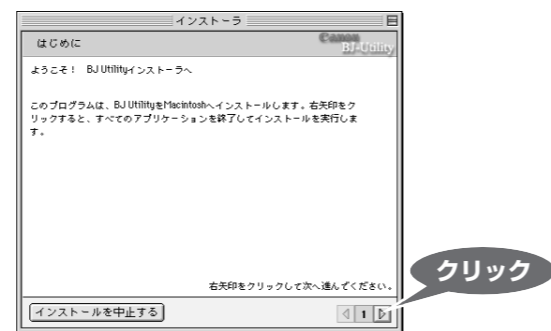 インストーラ
はじめに
Canon
BJ-Utility
ようこそ! BJ Utilityインストーラへ
このプログラムは、BJ UtilityをMacintoshへインストールします。右矢印をク
リックすると、すべてのアプリケーションを終了してインストールを実行しま
す。
右矢印をクリックして次へ進んでください。
クリック
インストールを中止する
1